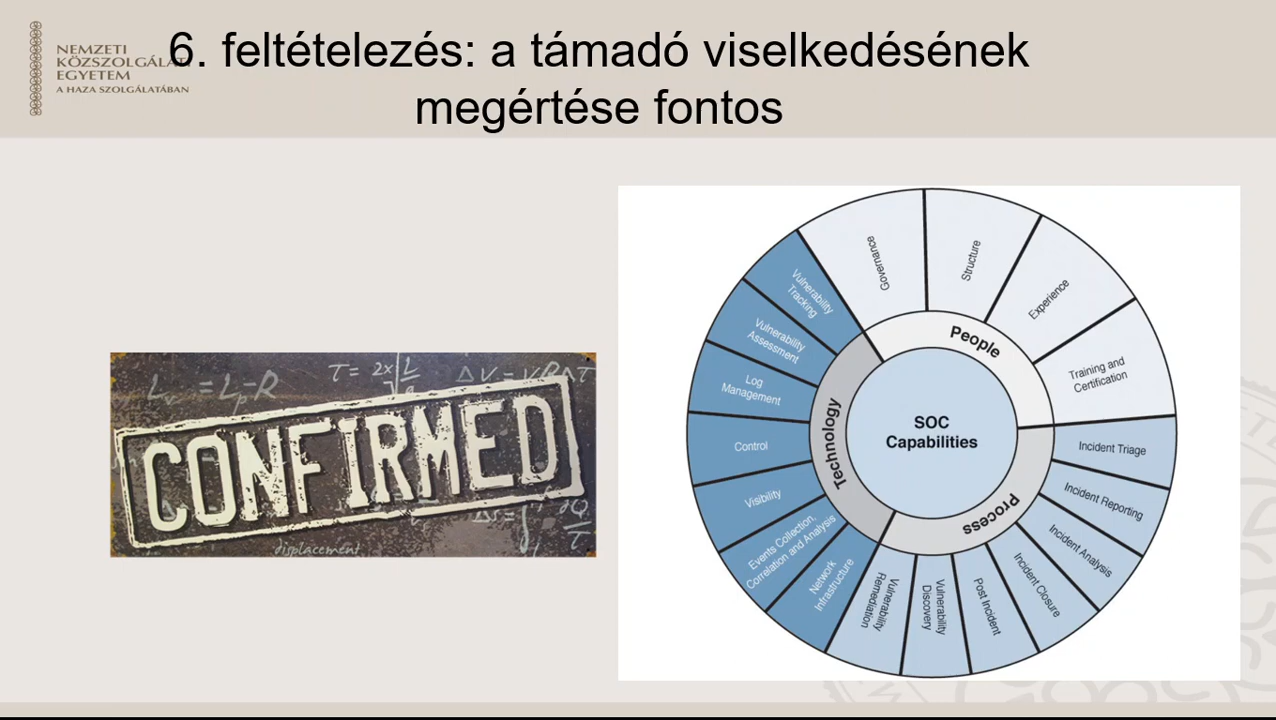 6. feltételezés: a támadó viselkedésének
megértése fontos
NEMZETI
KÖZSZOLGÁLAT
EGYETEM
A HAZA SZOLGÁLATÁBAN
CONFIRMED
displacement
SOC
Capabilities
People
Process
Technology
Governance
Structure
Experience
Training and
Certification
Incident Triage
Incident Reporting
Incident Analysis
Incident Closure
Post Incident
Vulnerability
Discovery
Vulnerability
Remediation
Network
Infrastructure
Events Collection,
Correlation and Analysis
Visibility
Control
Log
Management
Vulnerability
Assessment
Vulnerability
Tracking